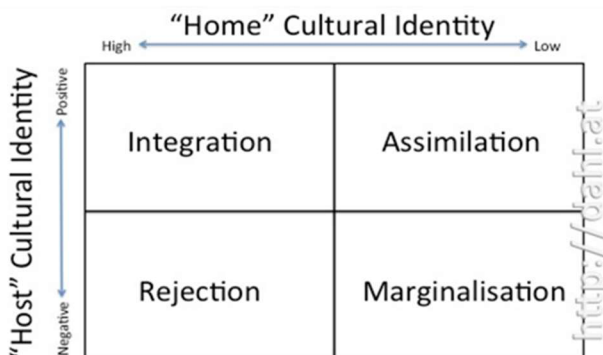 “Home” Cultural Identity
High Low
“Host” Cultural Identity
Positive
Negative
Integration Assimilation
Rejection Marginalisation
http://dahl.at